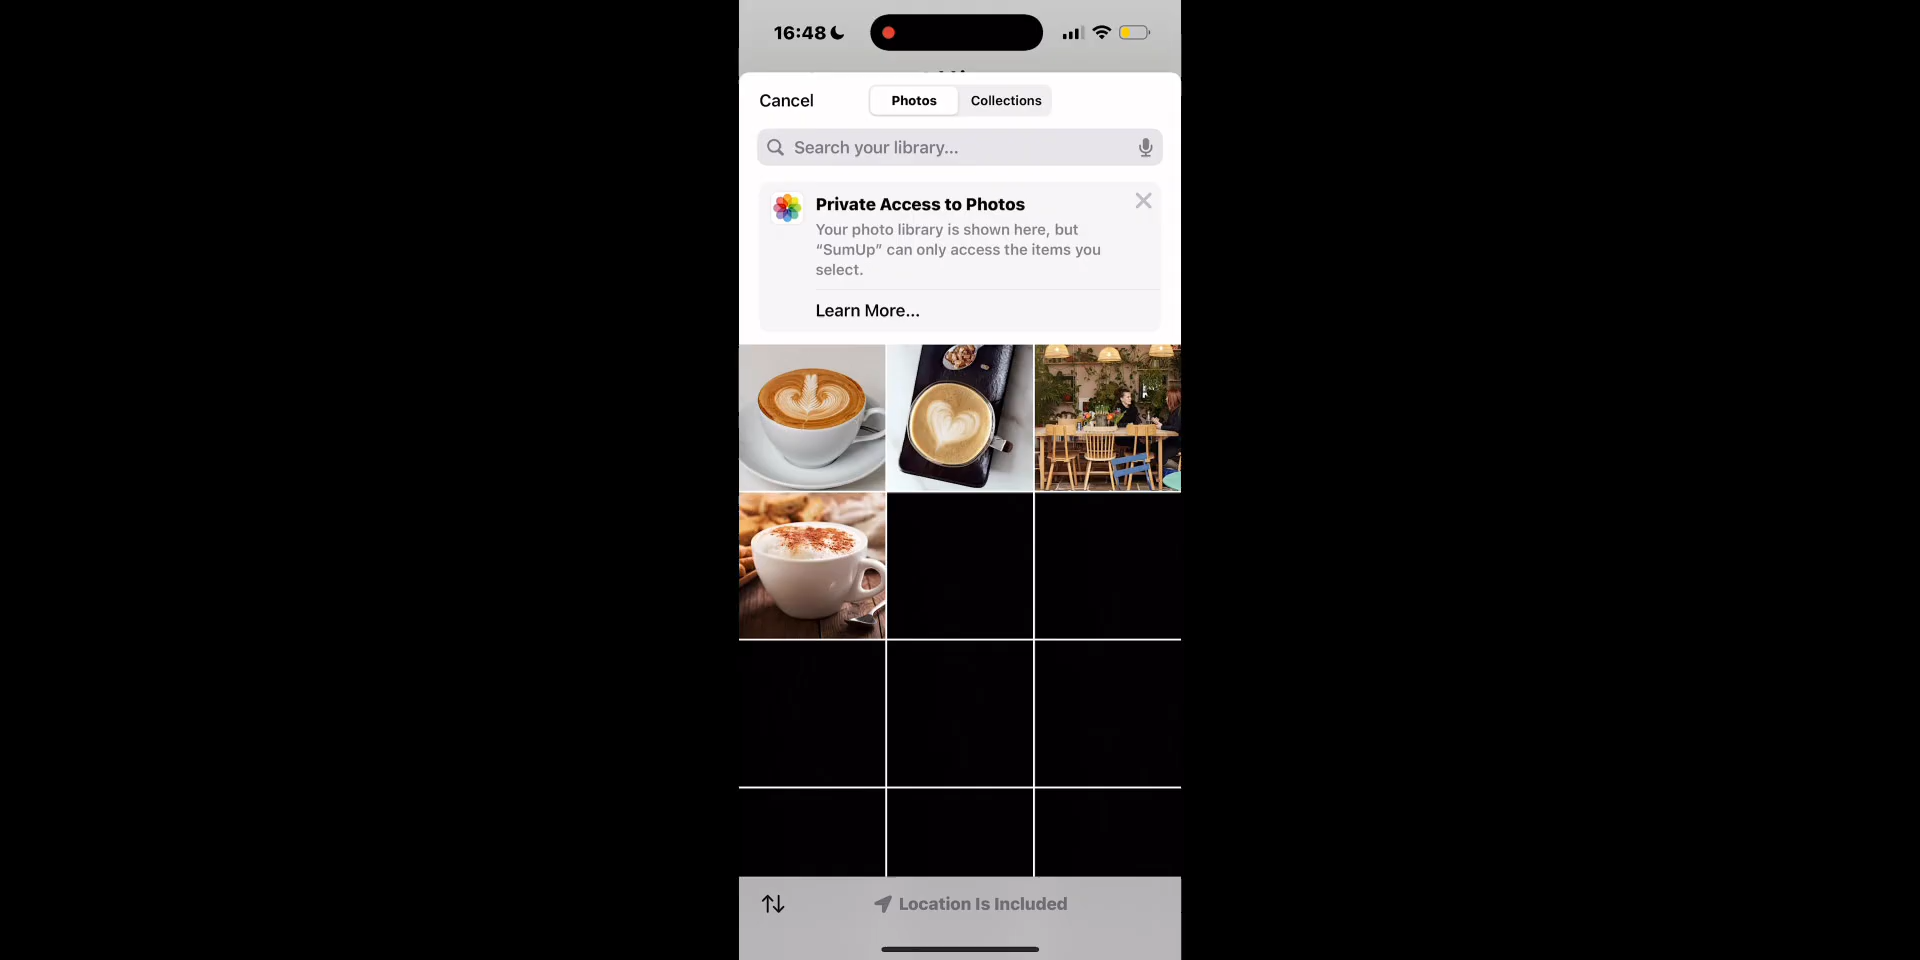 16:48
Cancel
Photos
Collections
Search your library...
Private Access to Photos
Your photo library is shown here, but
“SumUp” can only access the items you
select.
Learn More...
Location Is Included